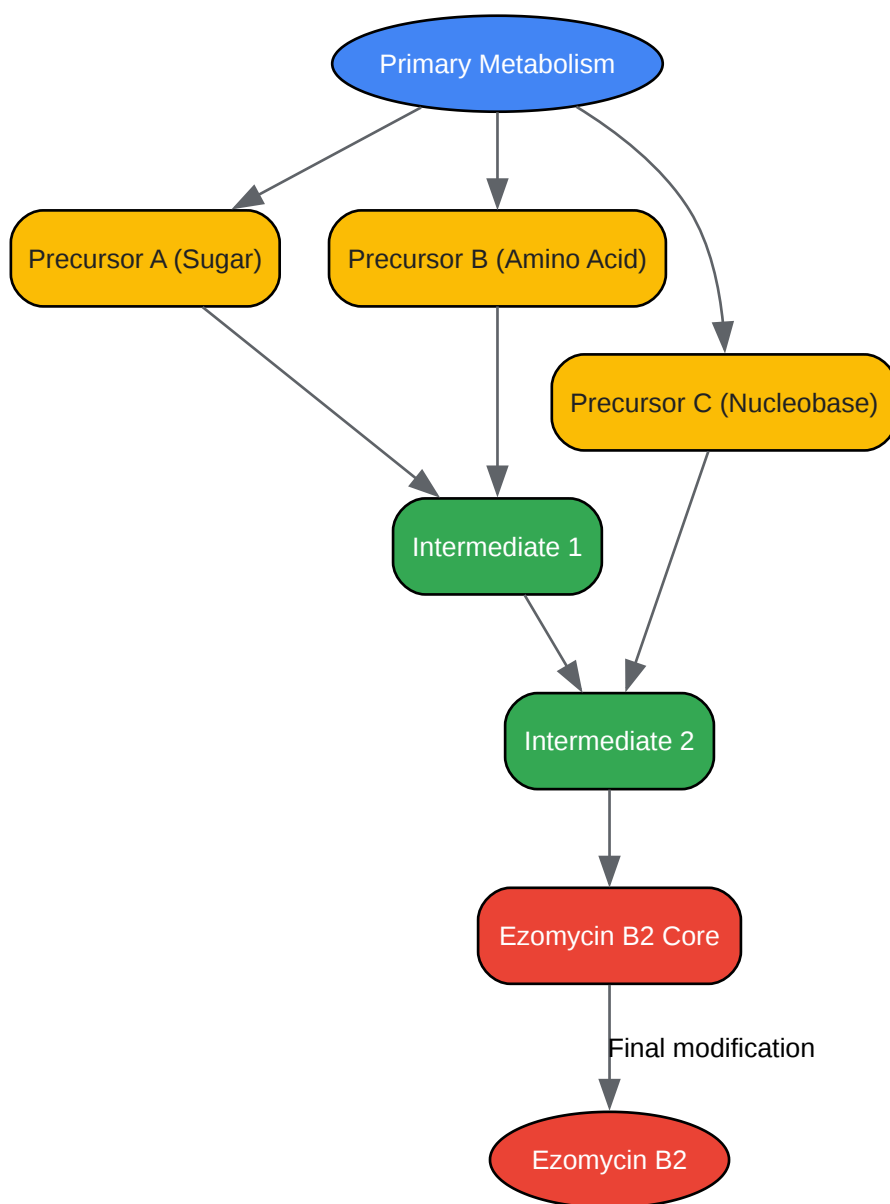 Primary Metabolism
Precursor A (Sugar)
Precursor B (Amino Acid)
Precursor C (Nucleobase)
Intermediate 1
Intermediate 2
Ezomycin B2 Core
Final modification
Ezomycin B2